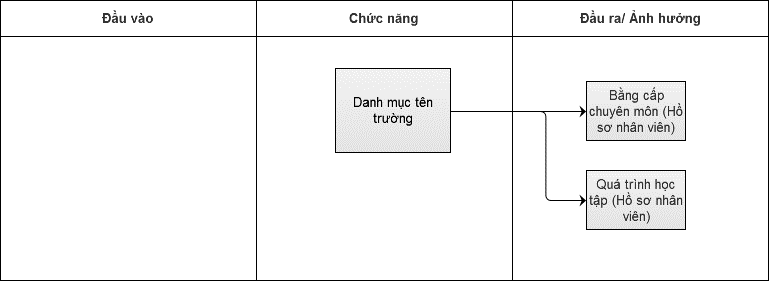 Đầu vào
Chức năng
Đầu ra/ Ảnh hưởng
Danh mục tên
trường
Bằng cấp
chuyên môn (Hồ
sơ nhân viên)
Quá trình học
tập (Hồ sơ nhân
viên)